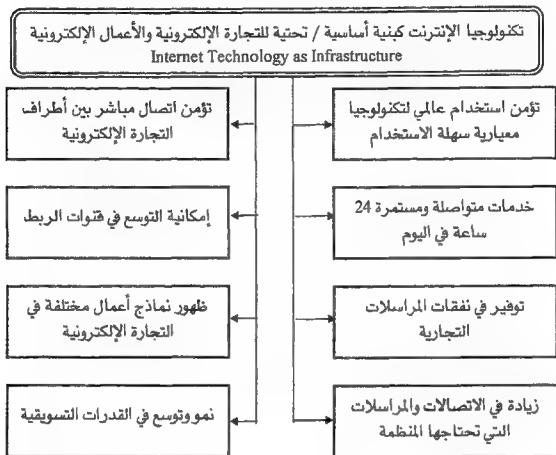 تكنولوجيا الإنترنت كبنية أساسية / تحتية للتجارة الإلكترونية والأعمال الإلكترونية
Internet Technology as Infrastructure
تؤمن استخدام عالمي لتكنولوجيا
معيارية سهلة الاستخدام
تؤمن اتصال مباشر بين أطراف
التجارة الإلكترونية
خدمات متواصلة ومستمرة 24
ساعة في اليوم
إمكانية التوسع في قنوات الربط
توفير في نفقات المراسلات
التجارية
ظهور نماذج أعمال مختلفة في
التجارة الإلكترونية
زيادة في الاتصالات والمراسلات
التي تحتاجها المنظمة
نمو وتوسع في القدرات التسويقية